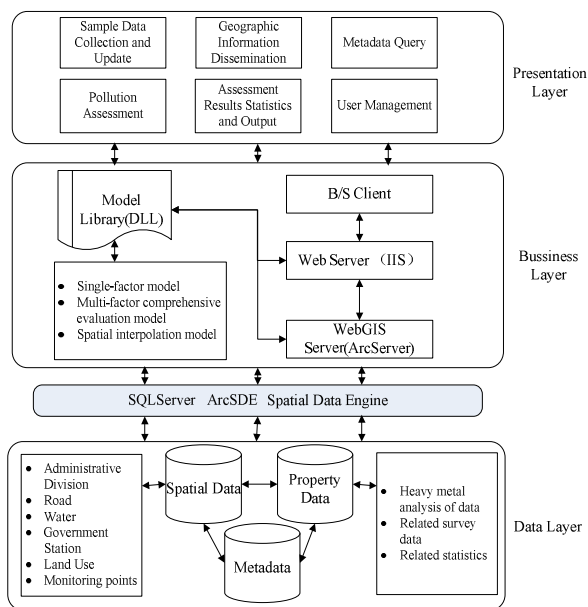 Sample Data
Collection and
Update
Geographic
Information
Dissemination
Metadata Query
Pollution
Assessment
Assessment
Results Statistics
and Output
User Management
Presentation
Layer
Model
Library(DLL)
B/S Client
Web Server （IIS）
WebGIS
Server(ArcServer)
● Single-factor model
● Multi-factor comprehensive
evaluation model
● Spatial interpolation model
Bussiness
Layer
SQLServer ArcSDE Spatial Data Engine
● Administrative
Division
● Road
● Water
● Government
Station
● Land Use
● Monitoring points
Spatial Data
Property
Data
Metadata
● Heavy metal
analysis of data
● Related survey
data
● Related statistics
Data Layer